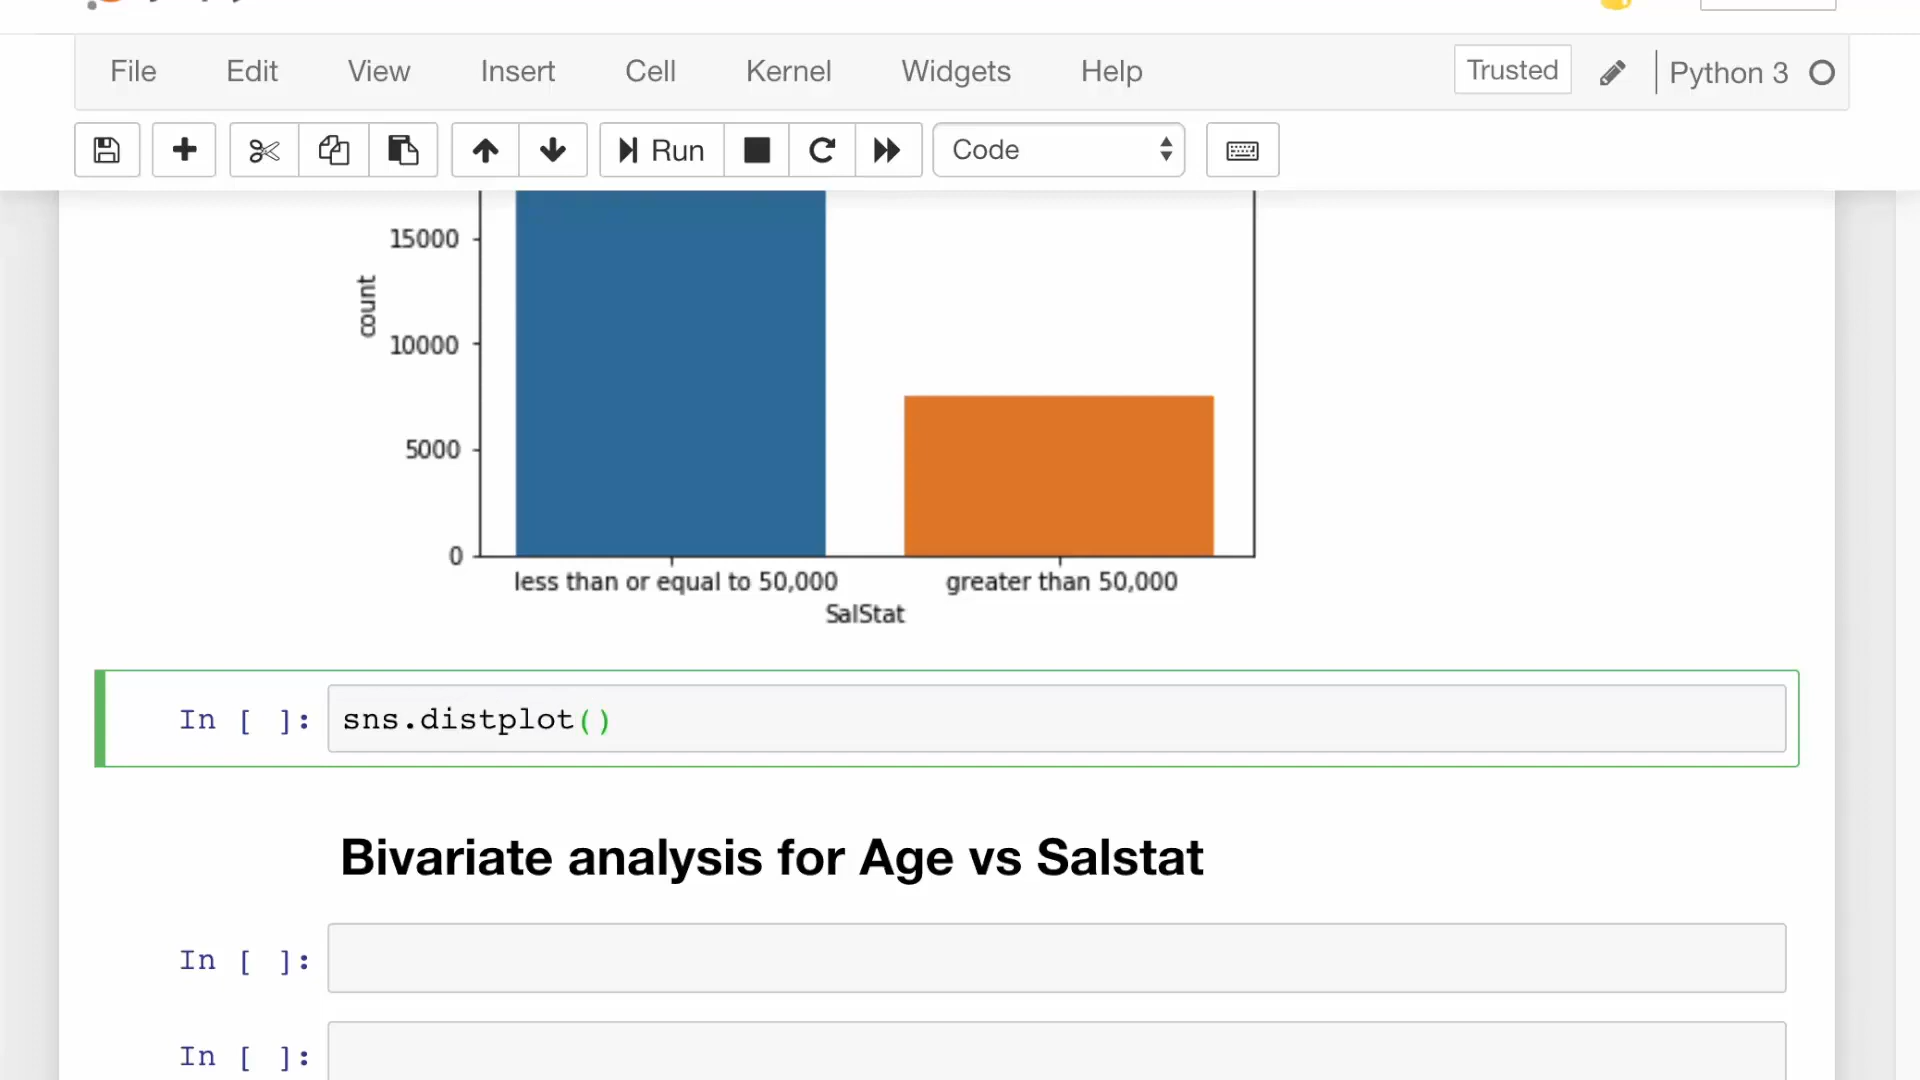 File Edit View Insert Cell Kernel Widgets Help Trusted Python 3
Run Code
15000
count
10000
5000
0
less than or equal to 50,000 greater than 50,000
SalStat
In [ ]: sns.distplot()
Bivariate analysis for Age vs Salstat
In [ ]:
In [ ]: